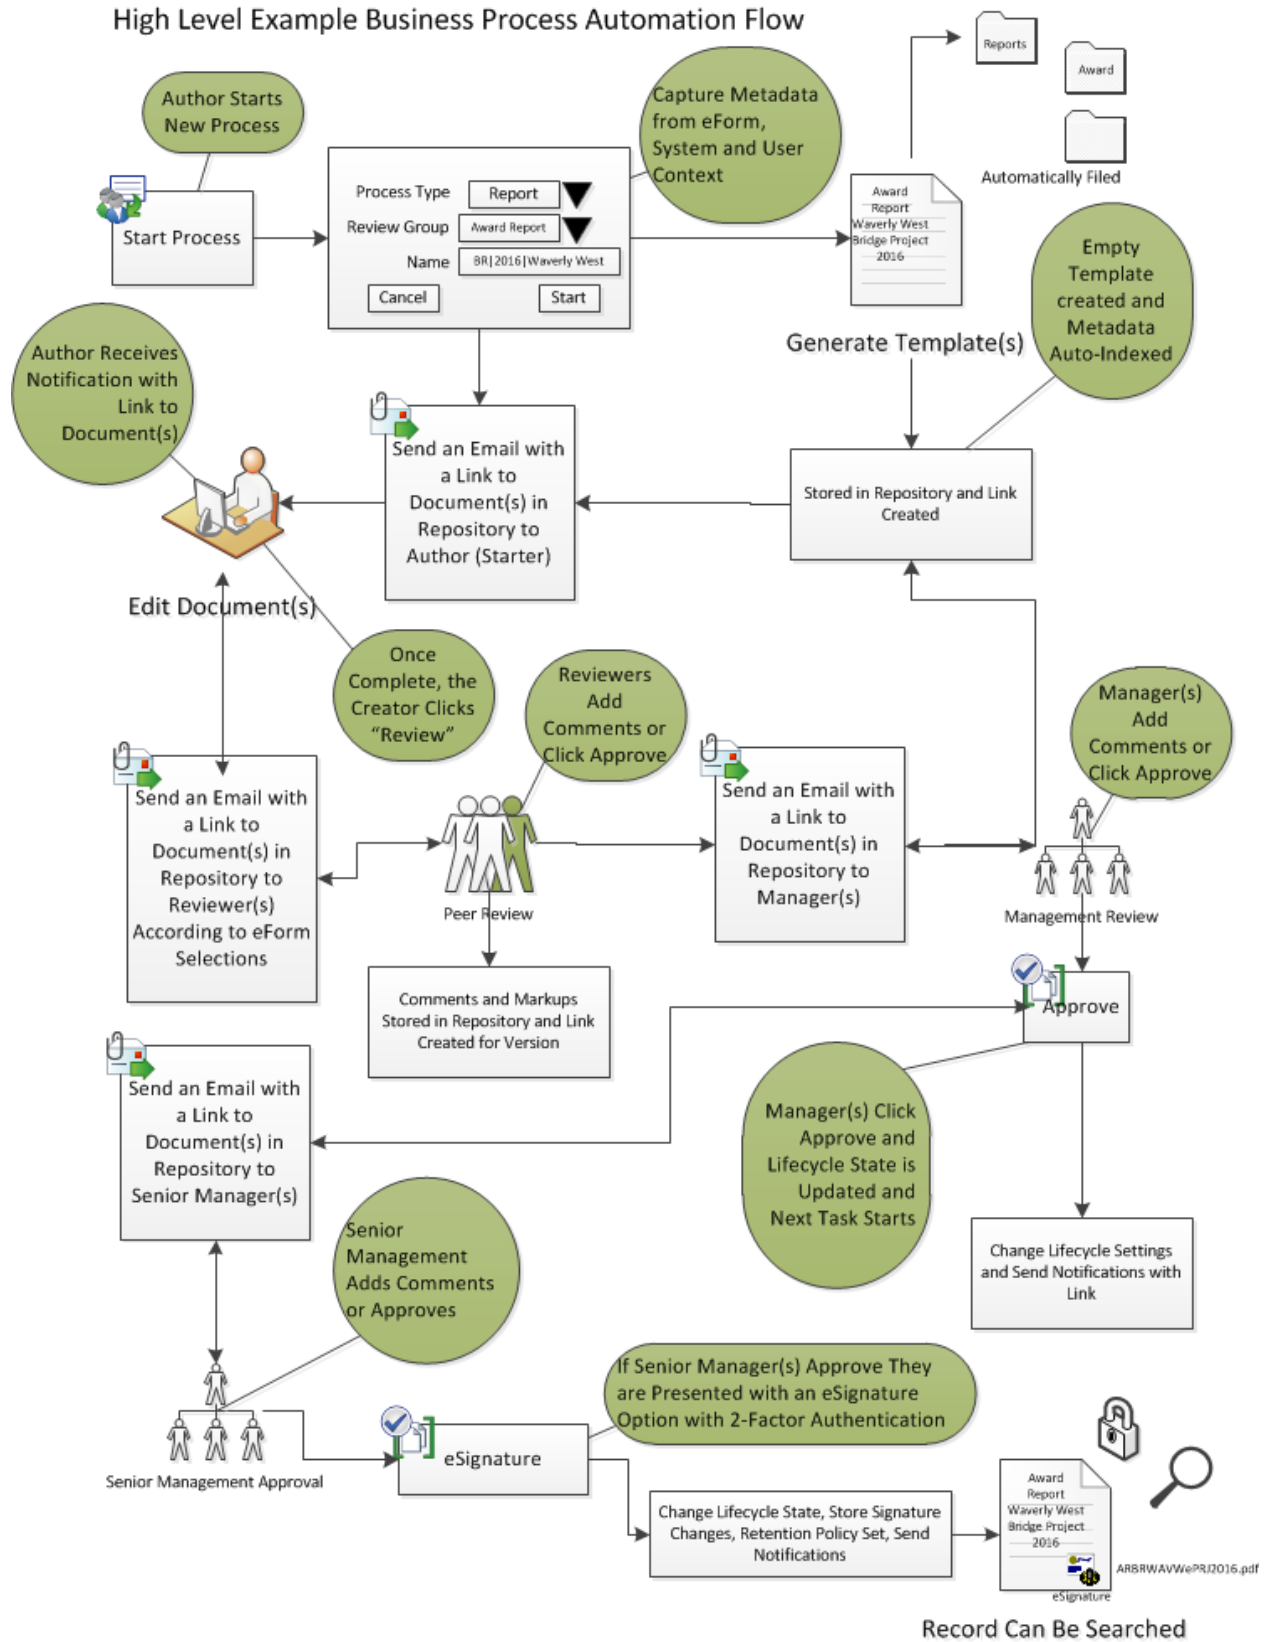 High Level Example Business Process Automation Flow
Reports
Award
Automatically Filed
Author Starts
New Process
Capture Metadata
from eForm,
System and User
Context
Start Process
Process Type
Report
Review Group
Award Report
Name
BR|2016|Waverly West
Cancel
Start
Award
Report
Waverly West
Bridge Project
2016
Empty
Template
created and
Metadata
Auto-Indexed
Generate Template(s)
Author Receives
Notification with
Link to
Document(s)
Send an Email with
a Link to
Document(s) in
Repository to
Author (Starter)
Stored in Repository and Link
Created
Edit Document(s)
Once
Complete, the
Creator Clicks
“Review”
Reviewers
Add
Comments or
Click Approve
Manager(s)
Add
Comments or
Click Approve
Send an Email with
a Link to
Document(s) in
Repository to
Reviewer(s)
According to eForm
Selections
Peer Review
Send an Email with
a Link to
Document(s) in
Repository to
Manager(s)
Management Review
Comments and Markups
Stored in Repository and Link
Created for Version
Approve
Send an Email with
a Link to
Document(s) in
Repository to
Senior Manager(s)
Manager(s) Click
Approve and
Lifecycle State is
Updated and
Next Task Starts
Senior
Management
Adds Comments
or Approves
Change Lifecycle Settings
and Send Notifications with
Link
If Senior Manager(s) Approve They
are Presented with an eSignature
Option with 2-Factor Authentication
Senior Management Approval
eSignature
Change Lifecycle State, Store Signature
Changes, Retention Policy Set, Send
Notifications
Award
Report
Waverly West
Bridge Project
2016
ARBRWAVWePRJ2016.pdf
eSignature
Record Can Be Searched